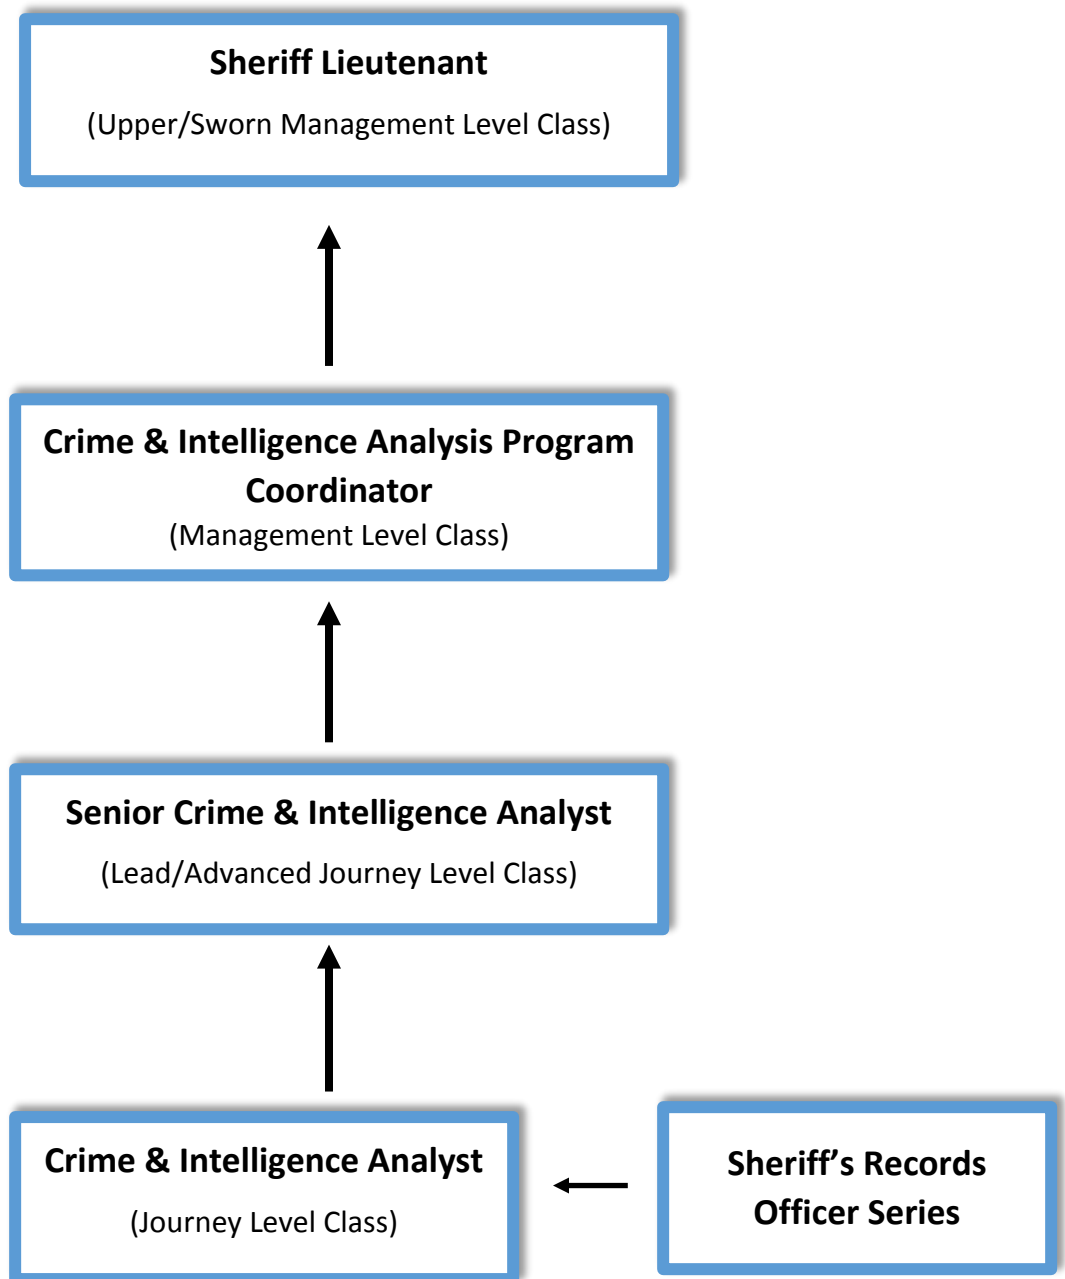 Sheriff Lieutenant
(Upper/Sworn Management Level Class)
Crime & Intelligence Analysis Program
Coordinator
(Management Level Class)
Senior Crime & Intelligence Analyst
(Lead/Advanced Journey Level Class)
Crime & Intelligence Analyst
(Journey Level Class)
Sheriff’s Records
Officer Series